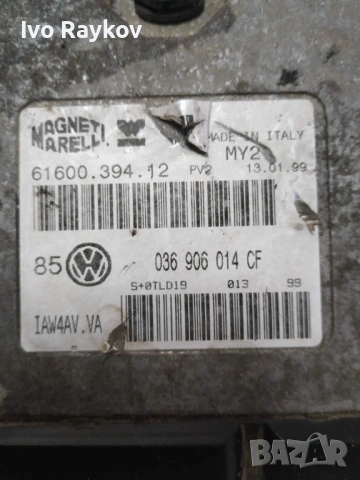 Ivo Raykov
MAGNETI
MARELLI
MADE IN ITALY
MY2
61600.394.12 PV2 13.01.99
85 036 906 014 CF
S+0TLD19 013 99
IAW4AV.VA
BAZAR